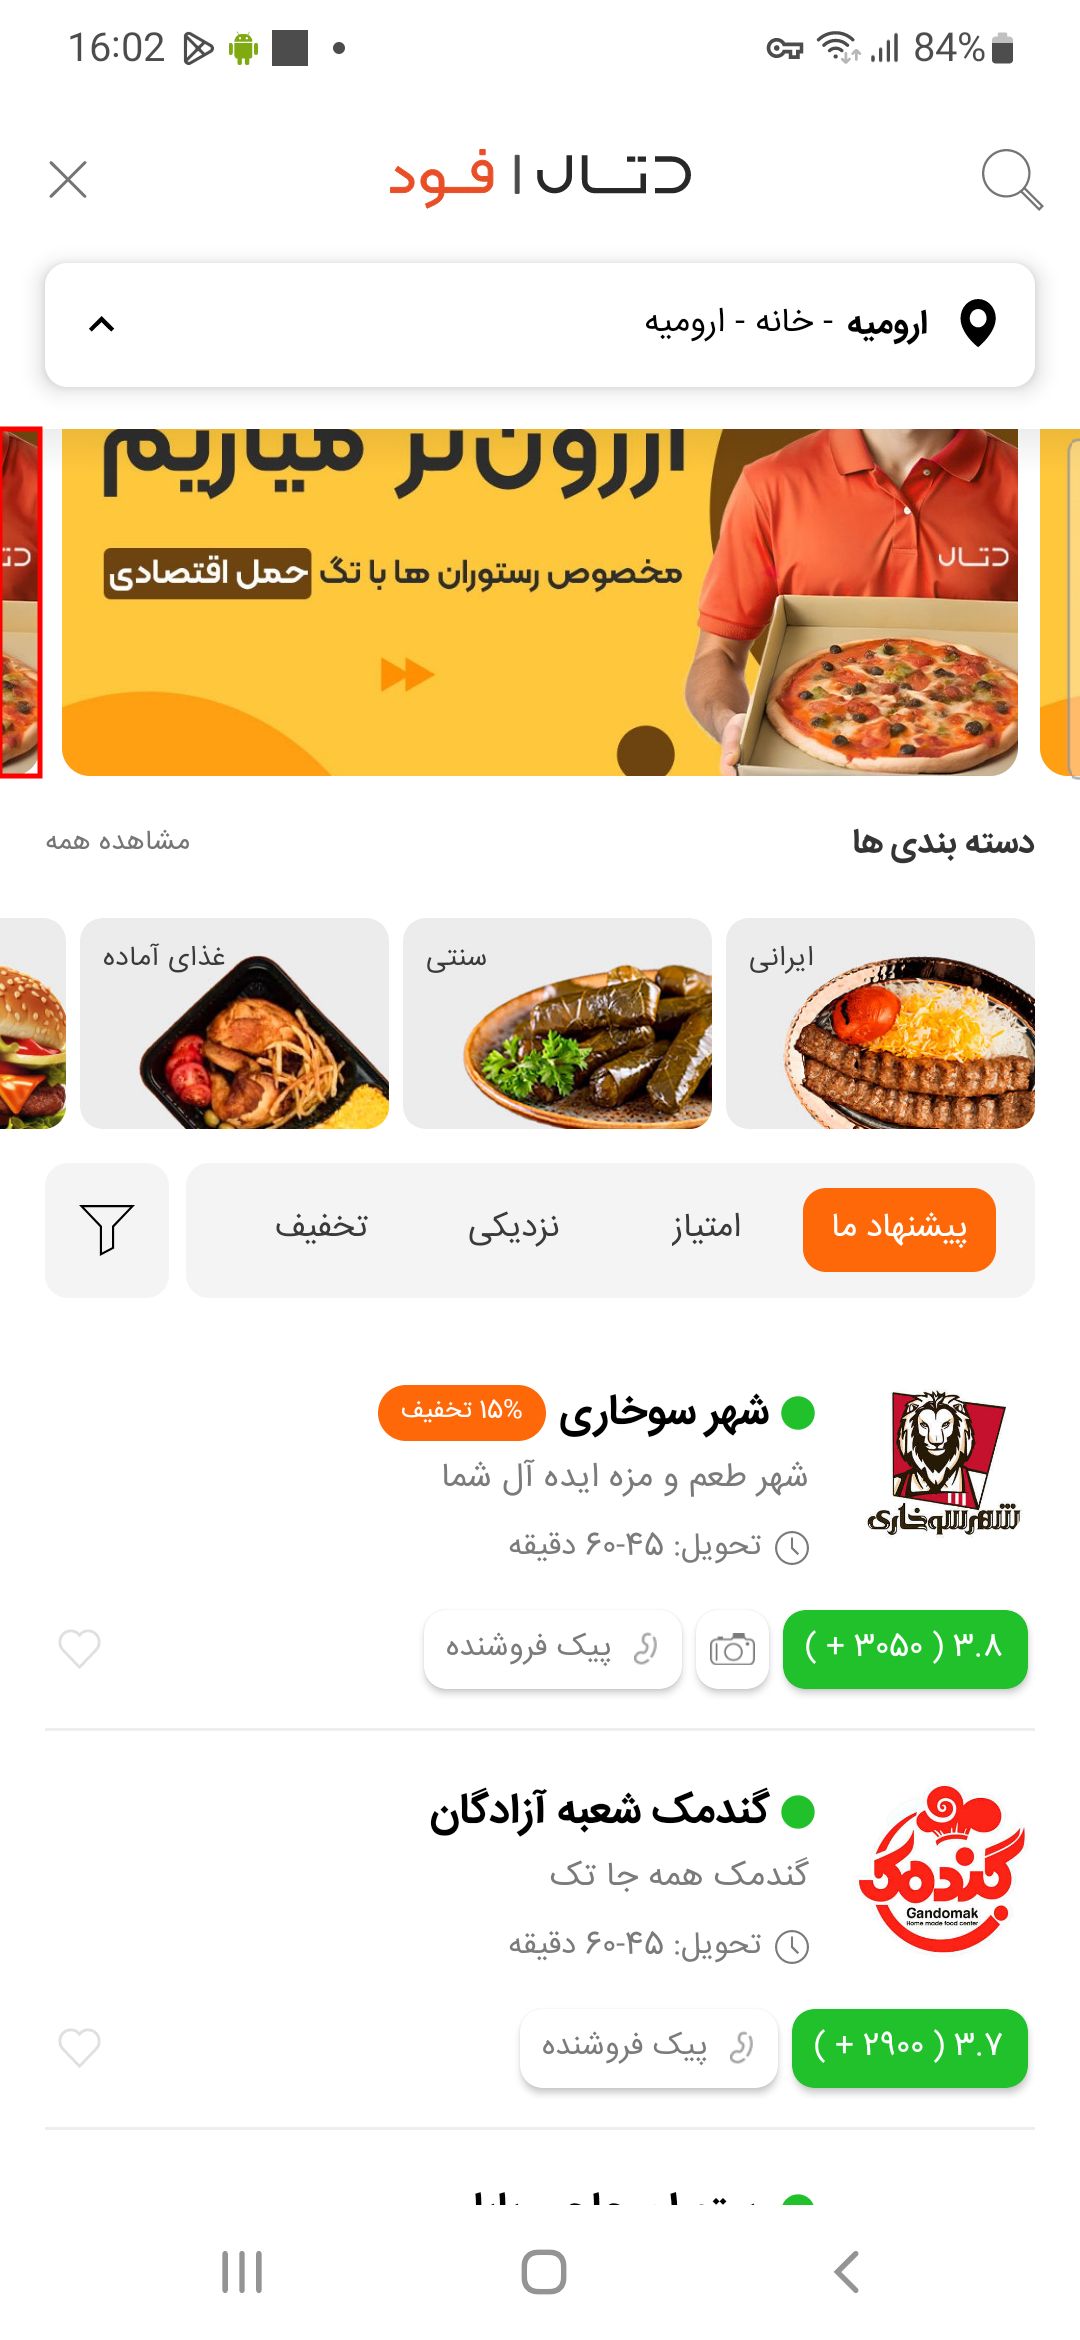 16:02
84%
دتال | فود
ارومیه - خانه - ارومیه
ارزون‌تر میاریم
مخصوص رستوران ها با تگ حمل اقتصادی
دتال
دسته بندی ها
مشاهده همه
ایرانی
سنتی
غذای آماده
پیشنهاد ما
امتیاز
نزدیکی
تخفیف
شهر سوخاری
۱۵% تخفیف
شهر طعم و مزه ایده آل شما
تحویل: ۴۵-۶۰ دقیقه
۳.۸ ( ۳۰۵۰ + )
پیک فروشنده
شهر سوخاری
گندمک شعبه آزادگان
گندمک همه جا تک
تحویل: ۴۵-۶۰ دقیقه
۳.۷ ( ۲۹۰۰ + )
پیک فروشنده
گندمک
Gandomak
Home made food center